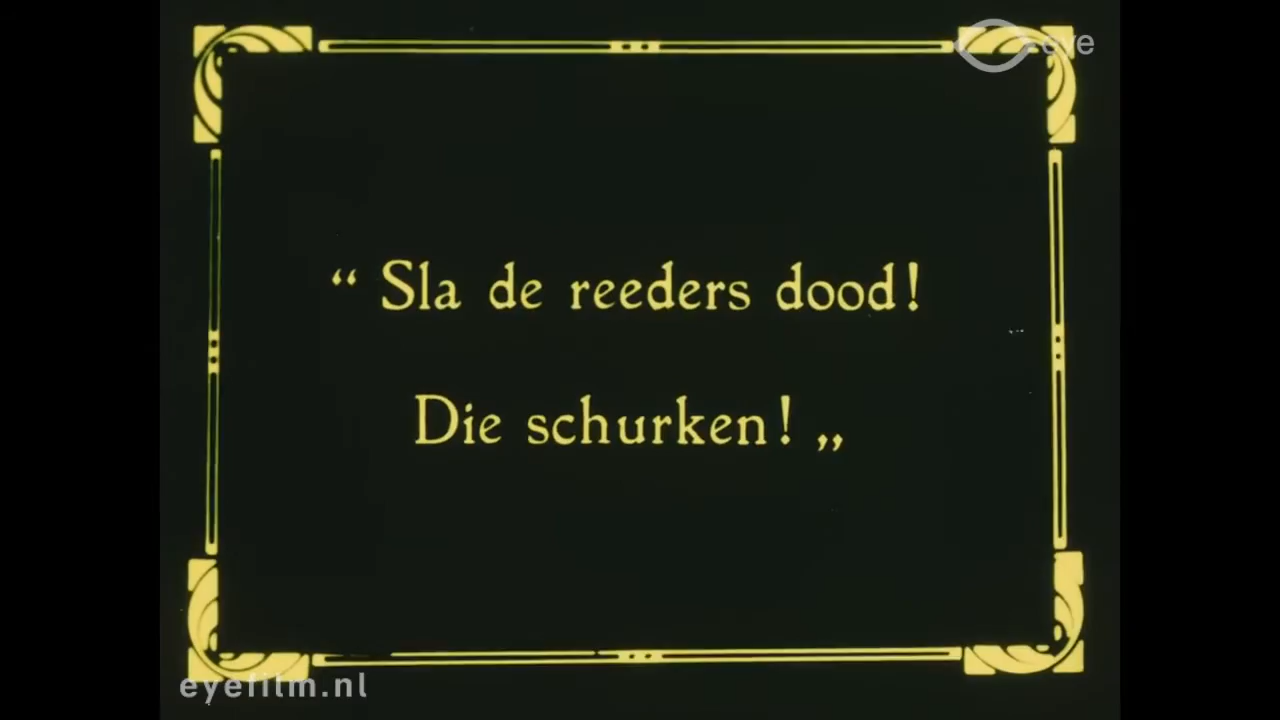 eye
“ Sla de reeders dood!
Die schurken! „
eyefilm.nl